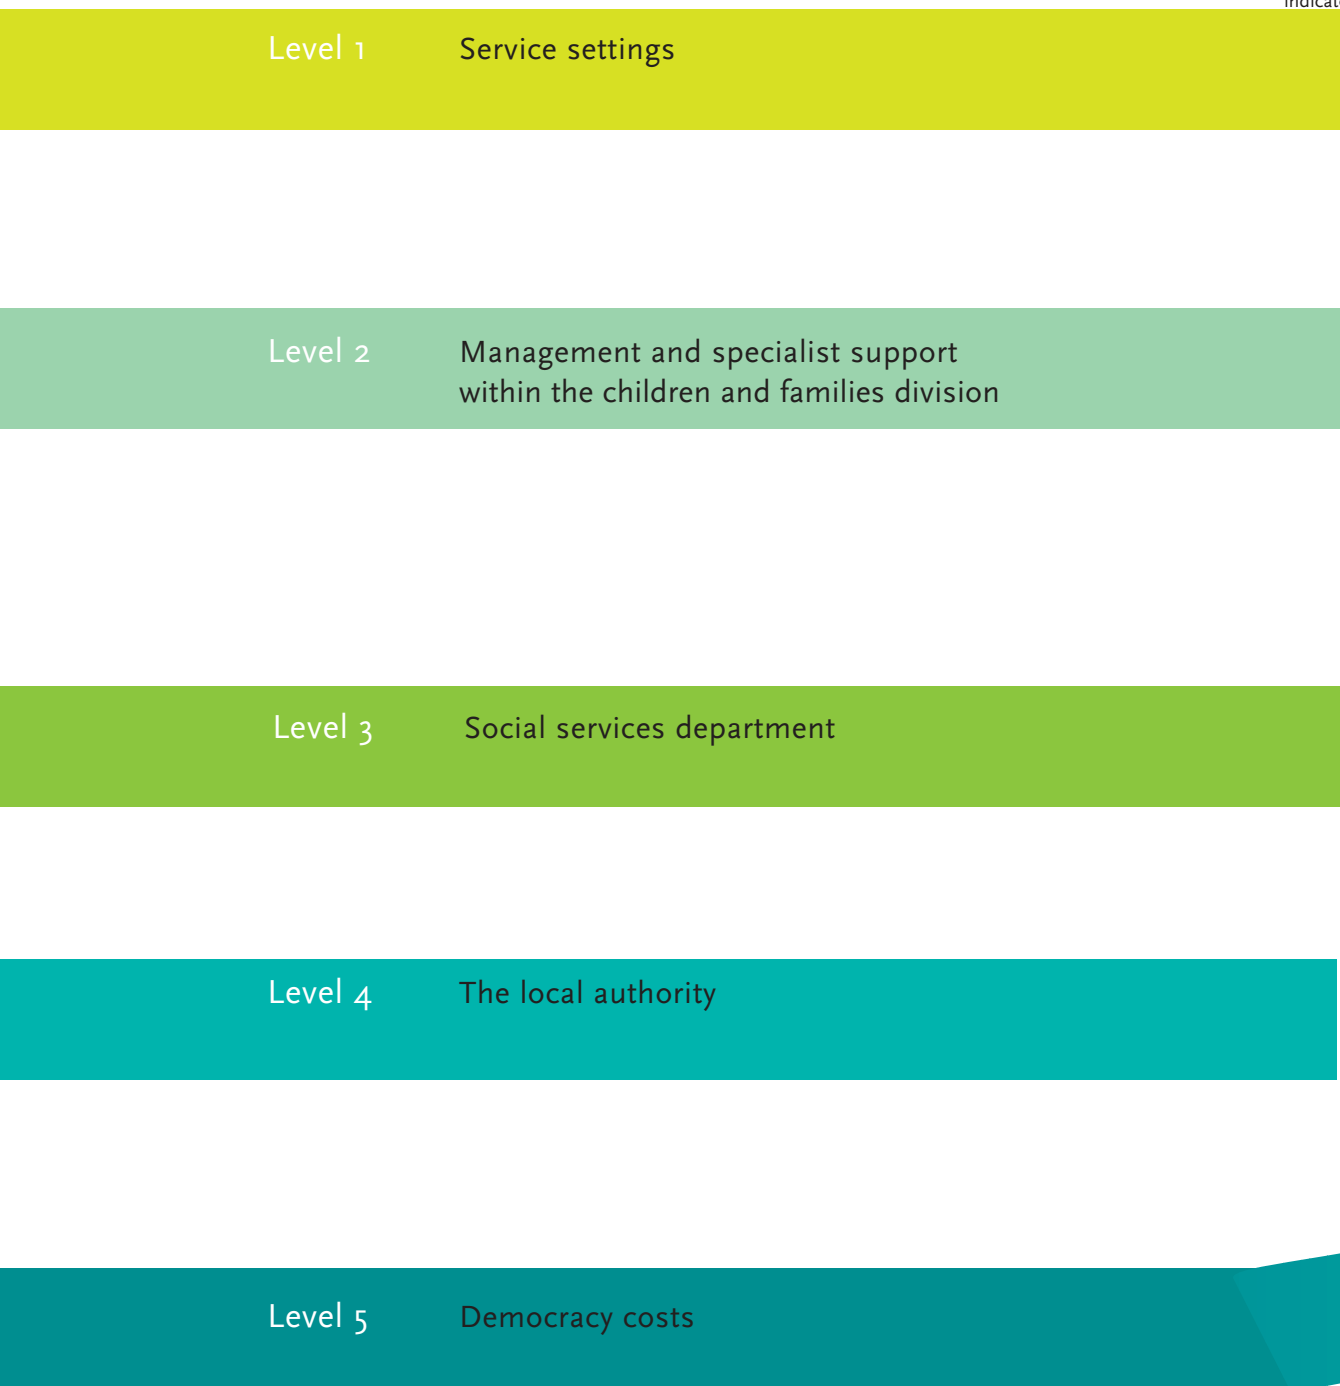 Level 1 Service settings
Level 2 Management and specialist support
within the children and families division
Level 3 Social services department
Level 4 The local authority
Level 5 Democracy costs